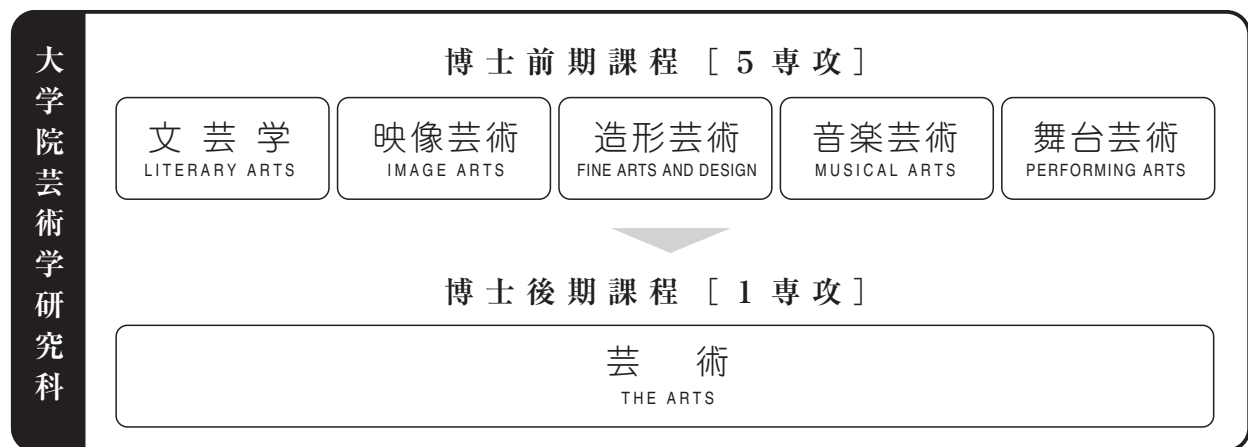 大学院芸術学研究科
博士前期課程［5専攻］
文芸学
LITERARY ARTS
映像芸術
IMAGE ARTS
造形芸術
FINE ARTS AND DESIGN
音楽芸術
MUSICAL ARTS
舞台芸術
PERFORMING ARTS
博士後期課程［1専攻］
芸術
THE ARTS